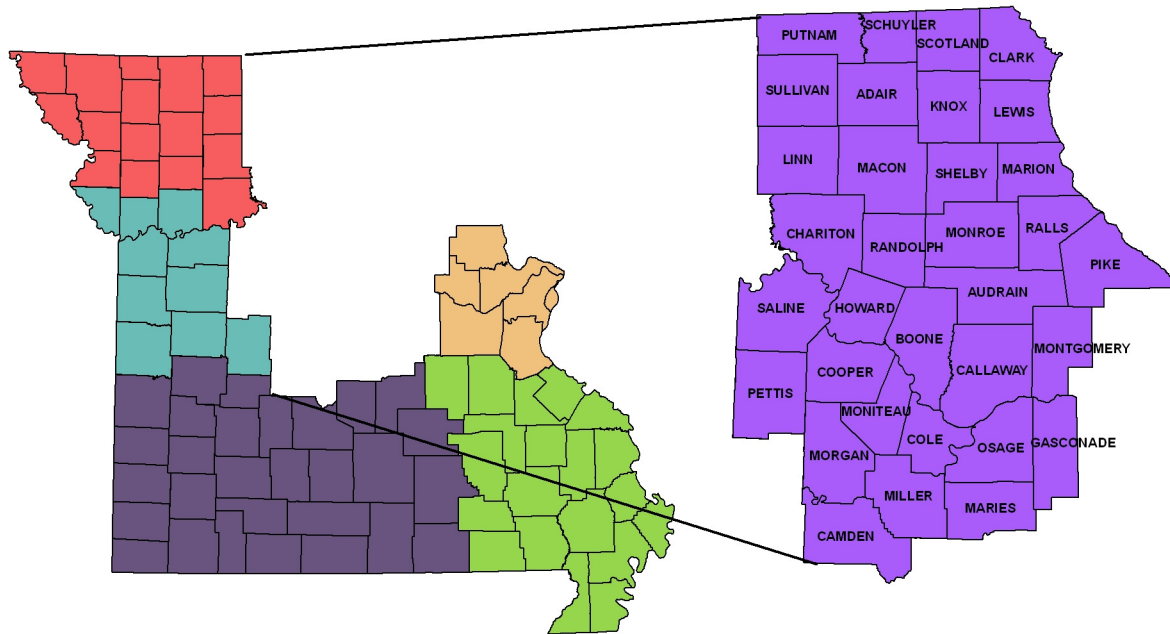 PUTNAM
SCHUYLER
SCOTLAND
CLARK
SULLIVAN
ADAIR
KNOX
LEWIS
LINN
MACON
SHELBY
MARION
CHARITON
RANDOLPH
MONROE
RALLS
PIKE
SALINE
HOWARD
BOONE
AUDRAIN
MONTGOMERY
PETTIS
COOPER
CALLAWAY
MONITEAU
COLE
OSAGE
GASCONADE
MORGAN
MILLER
MARIES
CAMDEN